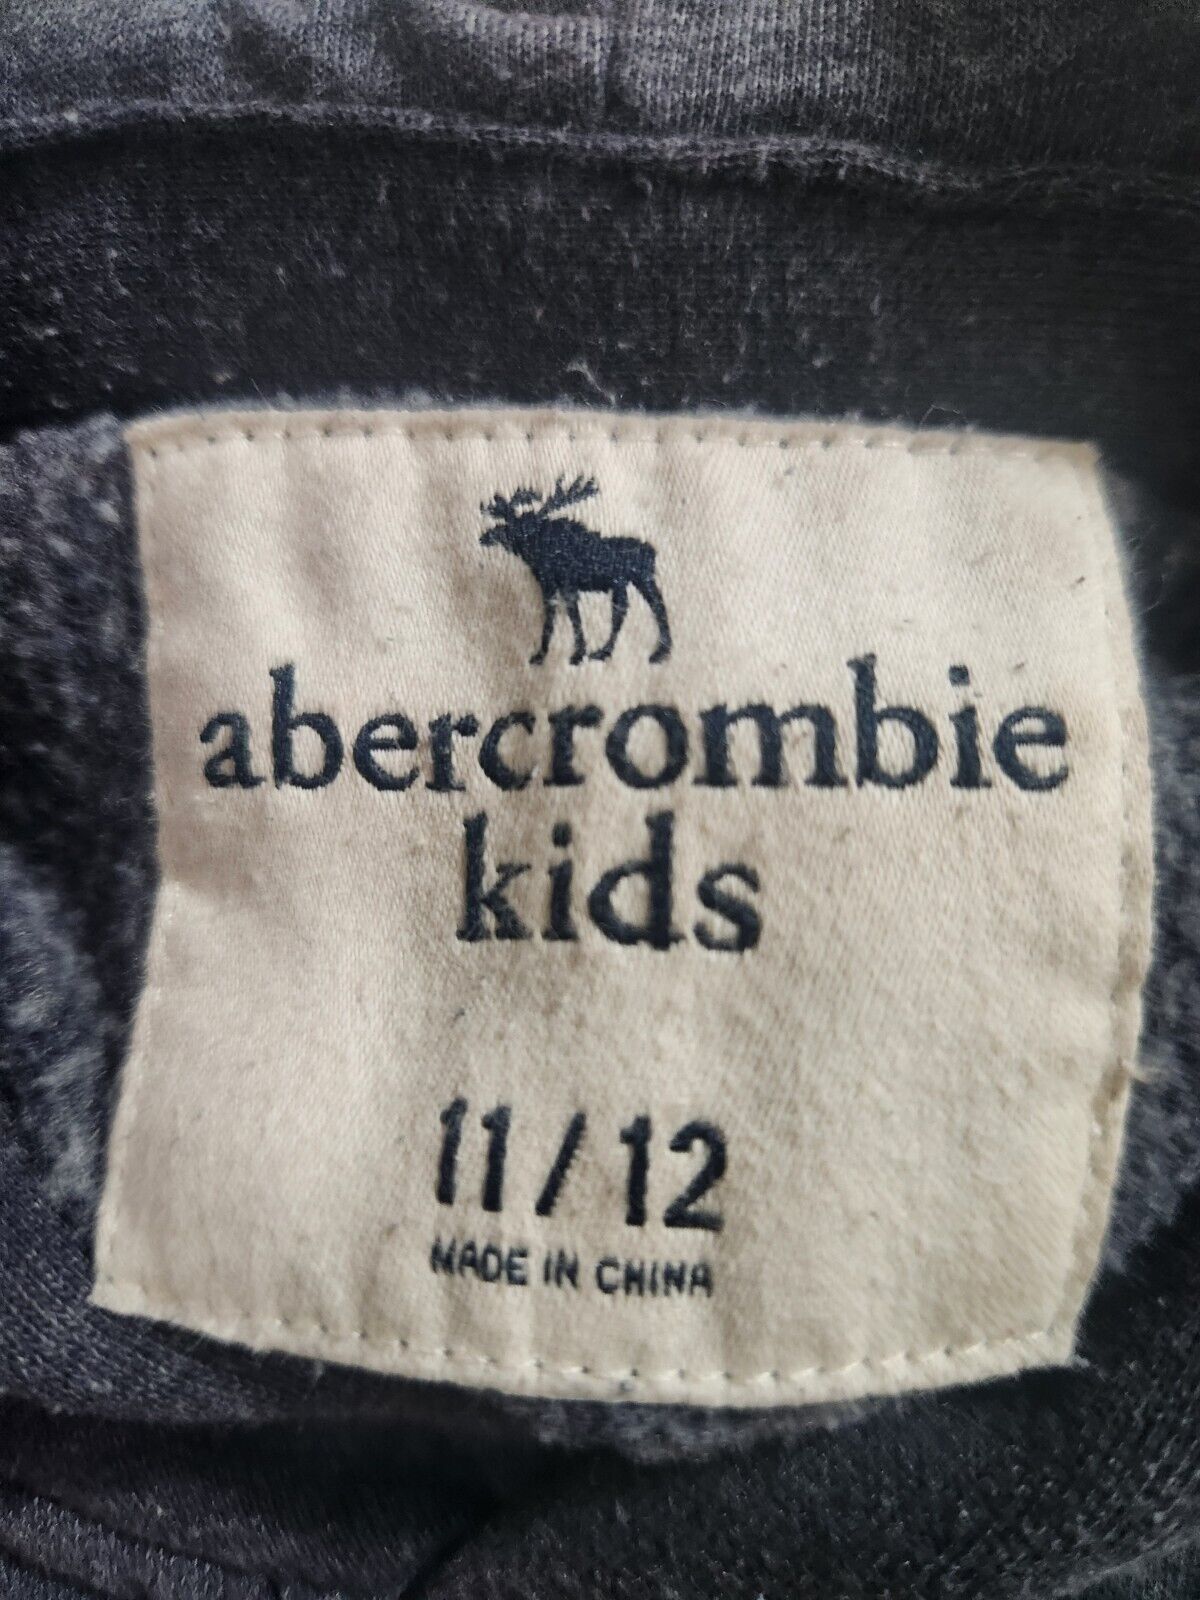 abercrombie
kids
11/12
MADE IN CHINA